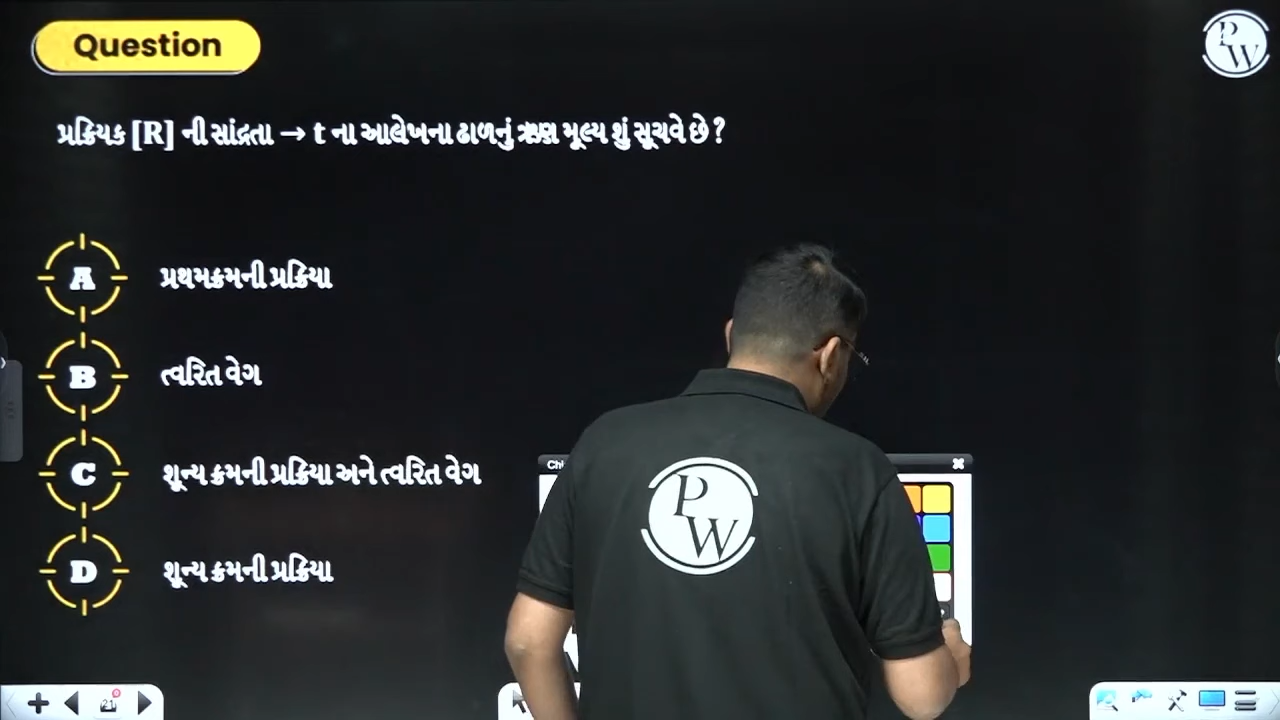 Question
પ્રક્રિયક [R] ની સાંદ્રતા → t ના આલેખના ઢાળનું ઋણ મૂલ્ય શું સૂચવે છે ?
A પ્રથમક્રમની પ્રક્રિયા
B ત્વરિત વેગ
C શૂન્ય ક્રમની પ્રક્રિયા અને ત્વરિત વેગ
D શૂન્ય ક્રમની પ્રક્રિયા
PW
PW
21